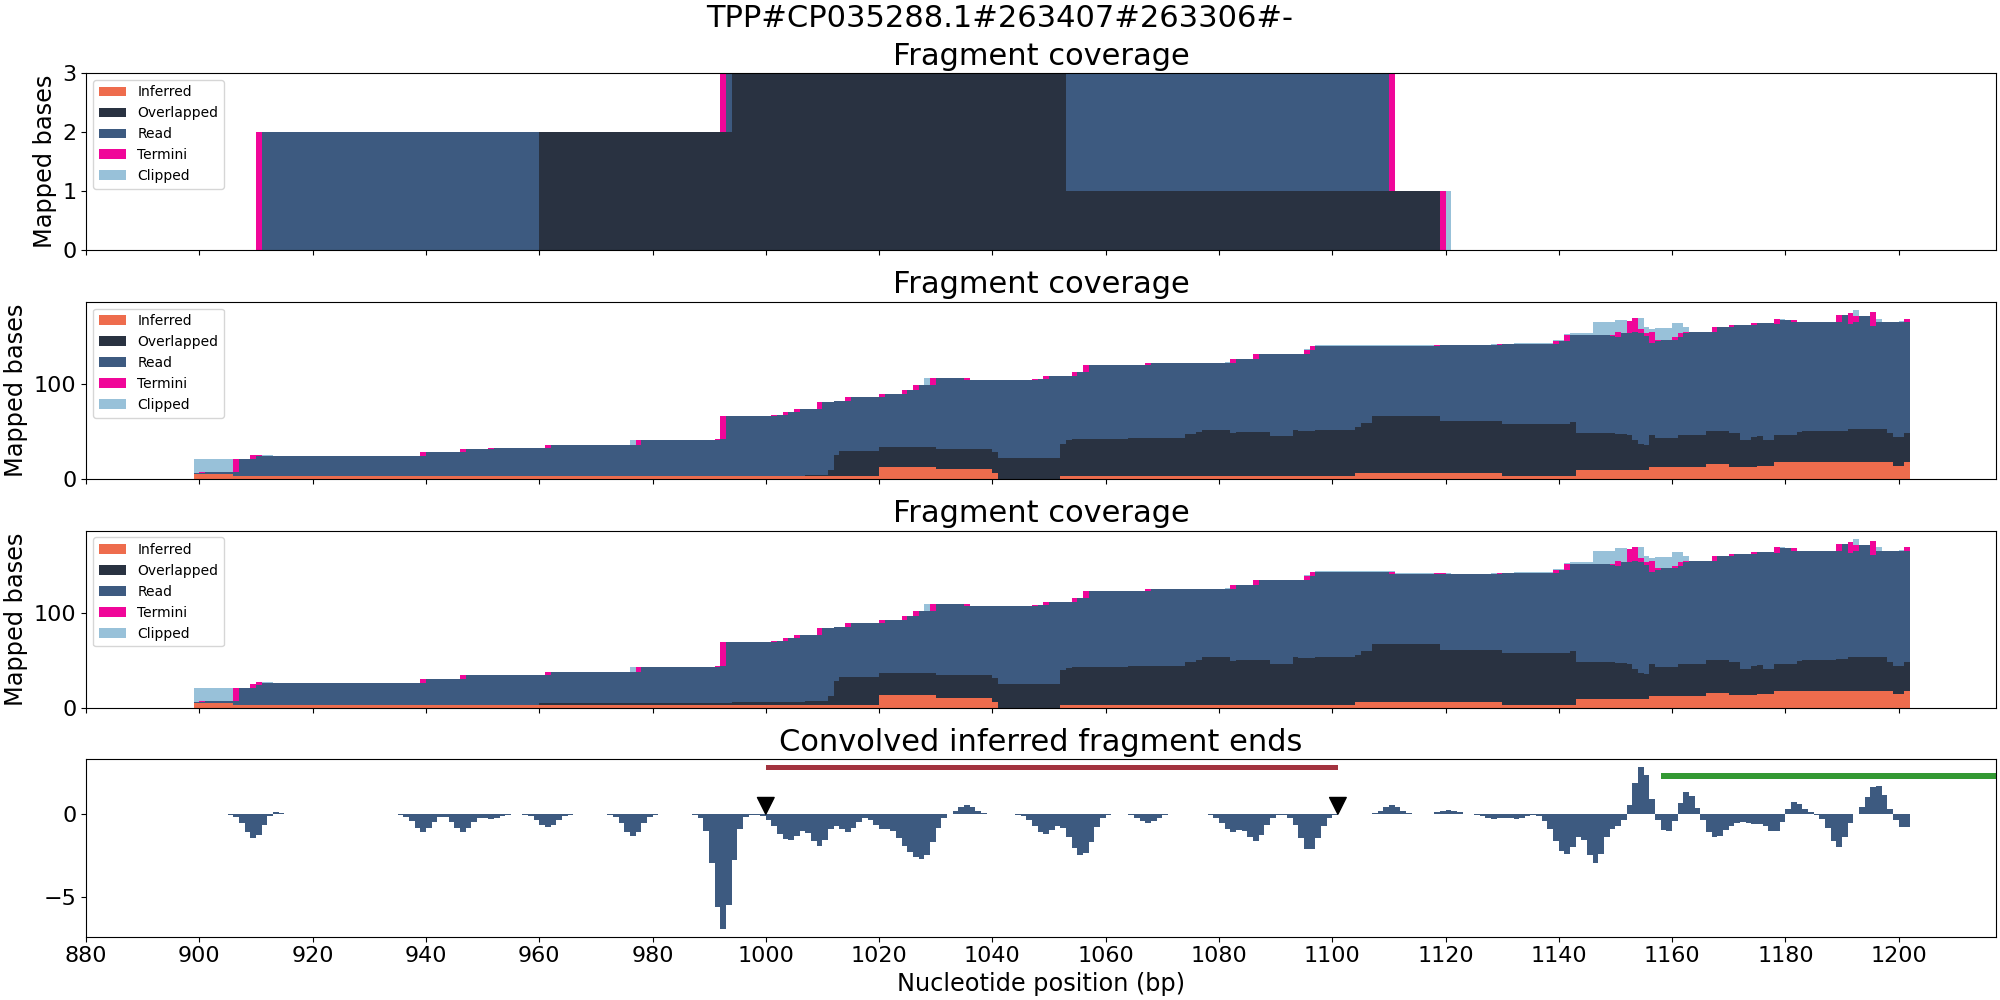 TPP#CP035288.1#263407#263306#-
Fragment coverage
Mapped bases
3
2
1
0
Inferred
Overlapped
Read
Termini
Clipped
Fragment coverage
Mapped bases
100
0
Inferred
Overlapped
Read
Termini
Clipped
Fragment coverage
Mapped bases
100
0
Inferred
Overlapped
Read
Termini
Clipped
Convolved inferred fragment ends
0
−5
880 900 920 940 960 980 1000 1020 1040 1060 1080 1100 1120 1140 1160 1180 1200
Nucleotide position (bp)